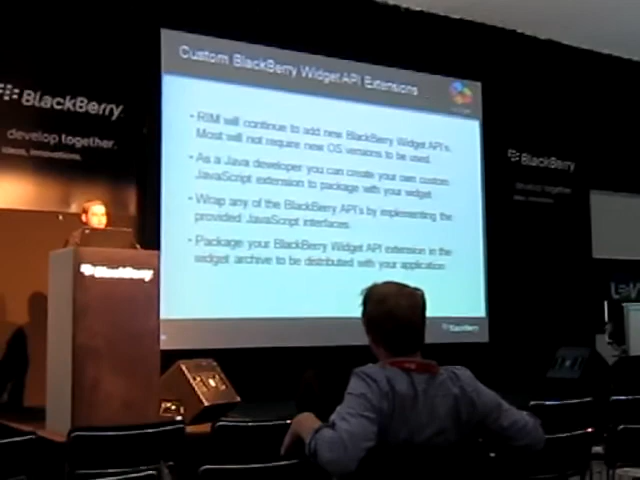 Custom BlackBerry Widget API Extensions
• RIM will continue to add new BlackBerry Widget API's.
Most will not require new OS versions to be used.
• As a Java developer you can create your own custom
JavaScript extension to package with your widget.
• Wrap any of the BlackBerry API's by implementing the
provided JavaScript interfaces.
• Package your BlackBerry Widget API extension in the
widget archive to be distributed with your application
BlackBerry
BlackBerry
develop together.
BlackBerry
BlackBerry
develop together